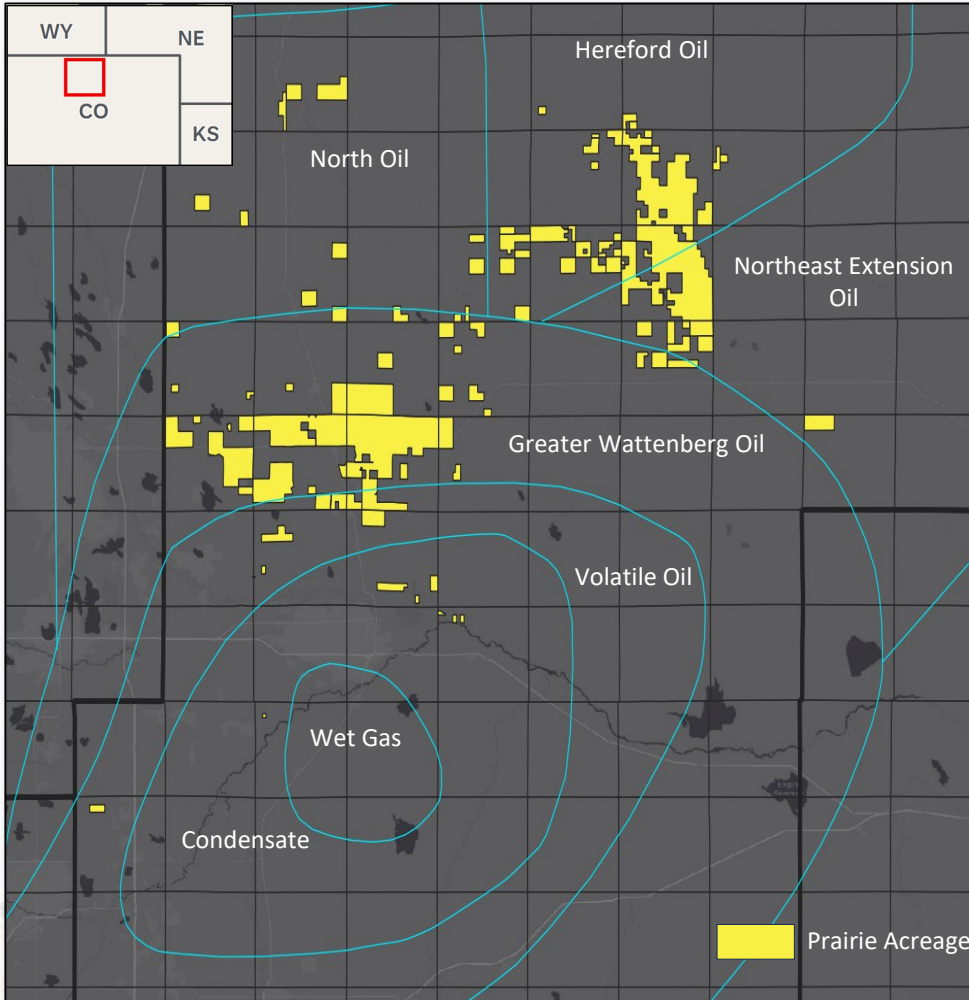 WY
NE
CO
KS
Hereford Oil
North Oil
Northeast Extension
Oil
Greater Wattenberg Oil
Volatile Oil
Wet Gas
Condensate
Prairie Acreage